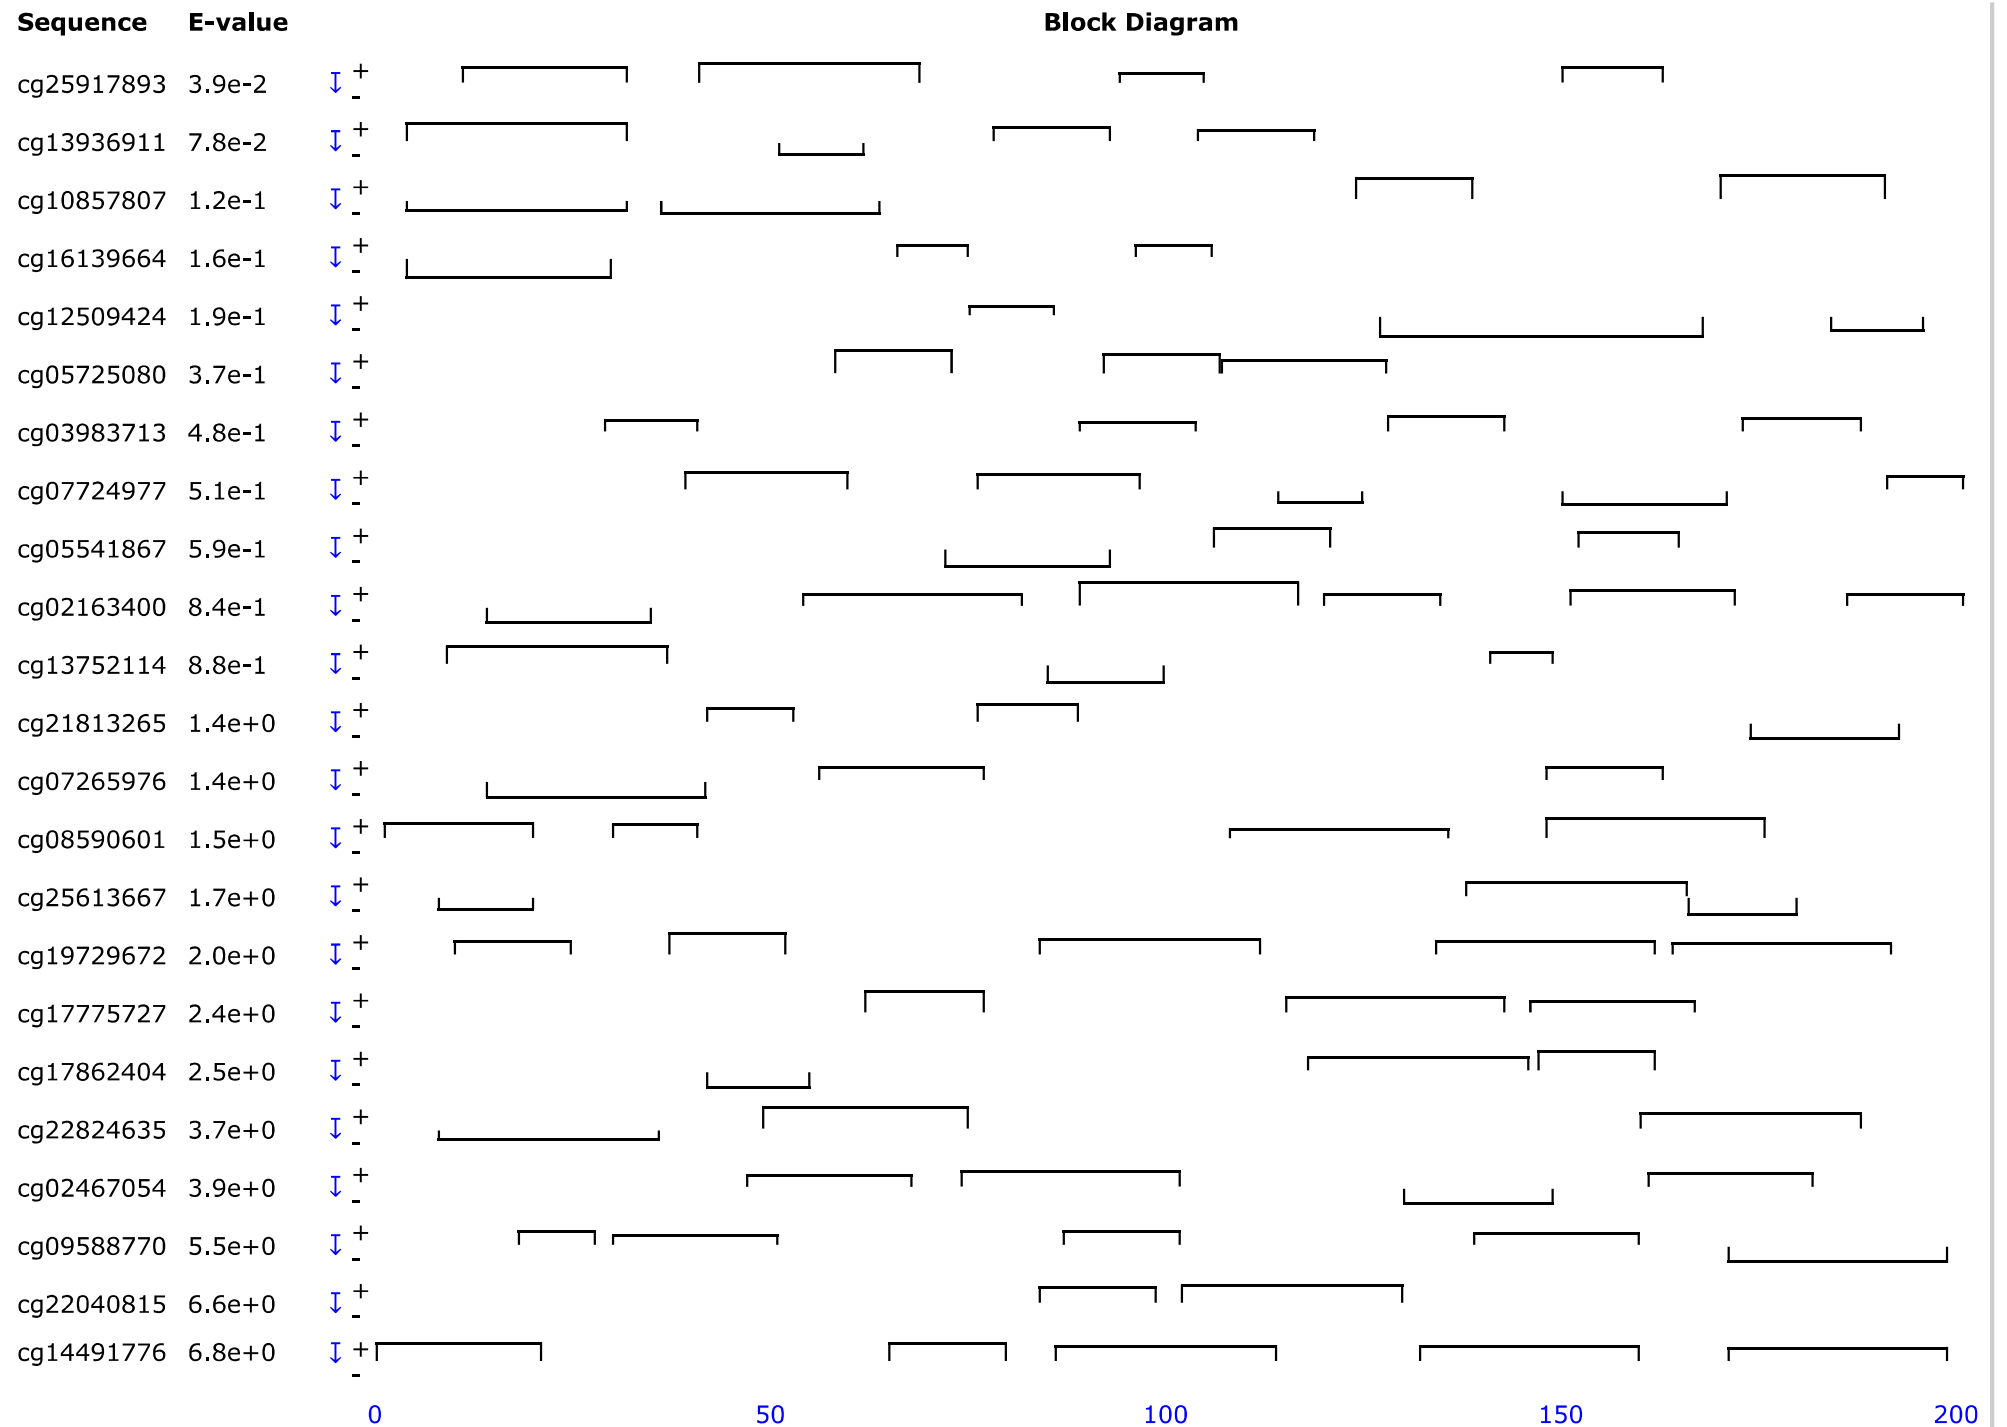 Sequence E-value Block Diagram
cg25917893 3.9e-2 ↧ + -
cg13936911 7.8e-2 ↧ + -
cg10857807 1.2e-1 ↧ + -
cg16139664 1.6e-1 ↧ + -
cg12509424 1.9e-1 ↧ + -
cg05725080 3.7e-1 ↧ + -
cg03983713 4.8e-1 ↧ + -
cg07724977 5.1e-1 ↧ + -
cg05541867 5.9e-1 ↧ + -
cg02163400 8.4e-1 ↧ + -
cg13752114 8.8e-1 ↧ + -
cg21813265 1.4e+0 ↧ + -
cg07265976 1.4e+0 ↧ + -
cg08590601 1.5e+0 ↧ + -
cg25613667 1.7e+0 ↧ + -
cg19729672 2.0e+0 ↧ + -
cg17775727 2.4e+0 ↧ + -
cg17862404 2.5e+0 ↧ + -
cg22824635 3.7e+0 ↧ + -
cg02467054 3.9e+0 ↧ + -
cg09588770 5.5e+0 ↧ + -
cg22040815 6.6e+0 ↧ + -
cg14491776 6.8e+0 ↧ + -
0 50 100 150 200